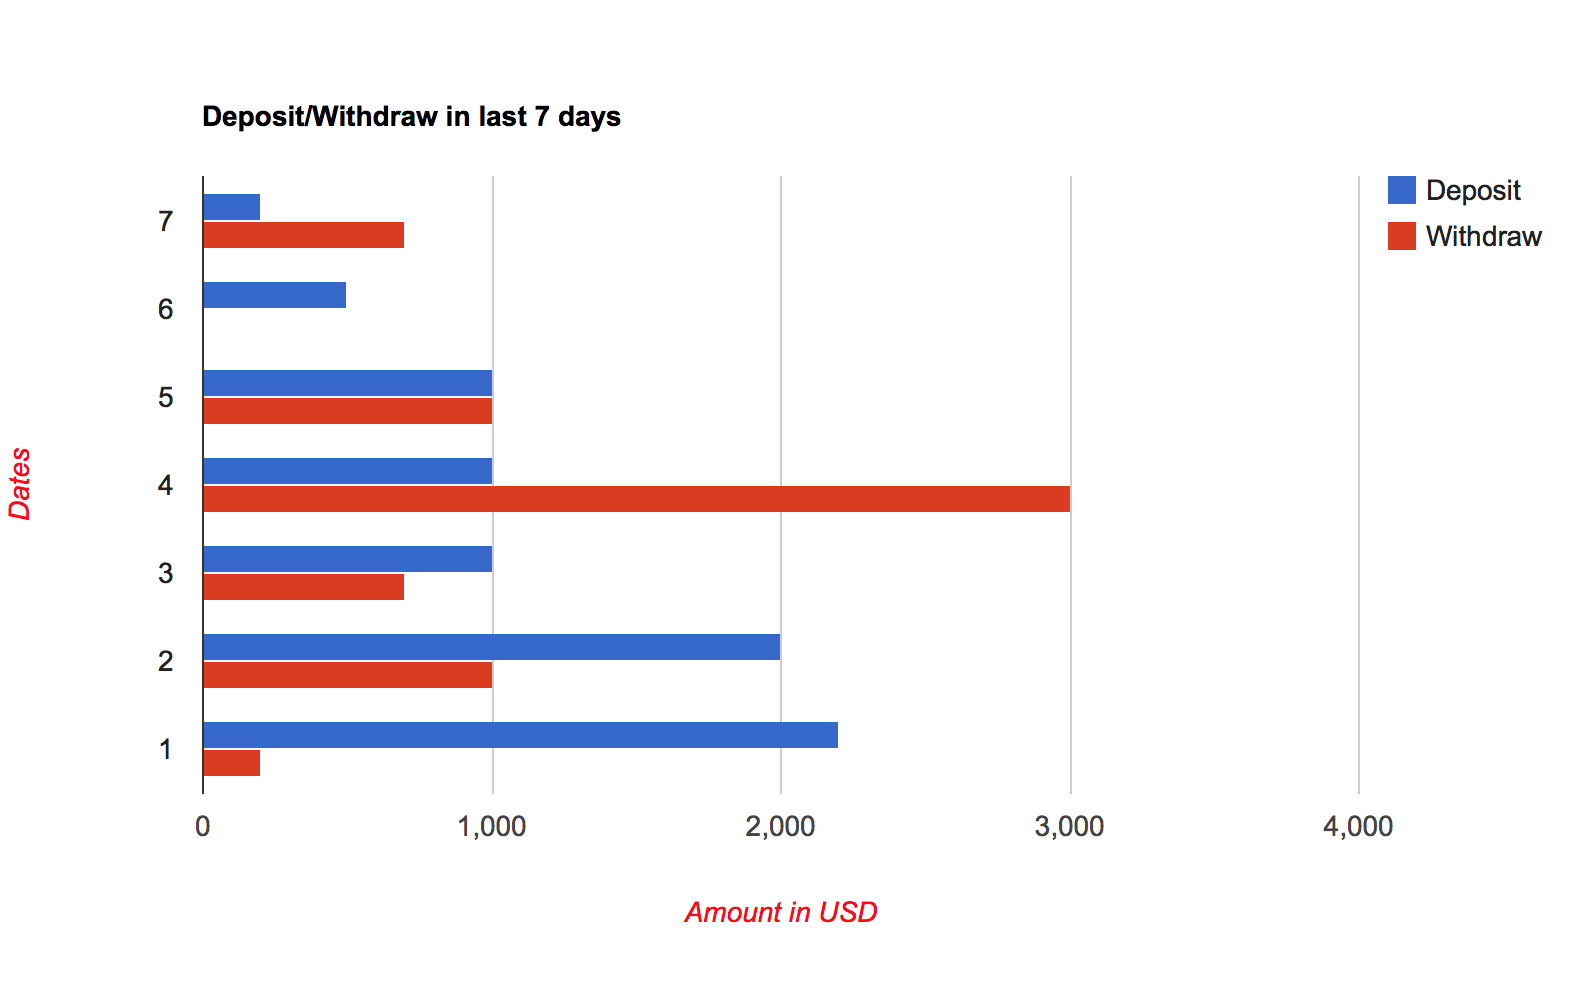 Deposit/Withdraw in last 7 days
Deposit
Withdraw
7
6
5
4
3
2
1
Dates
0 1,000 2,000 3,000 4,000
Amount in USD